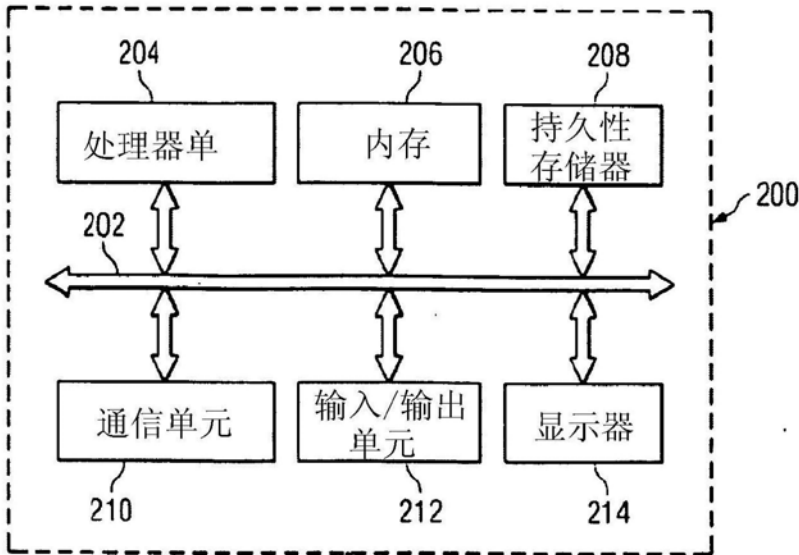 204
206
208
处理器单
内存
持久性
存储器
200
202
通信单元
输入/输出
单元
显示器
210
212
214